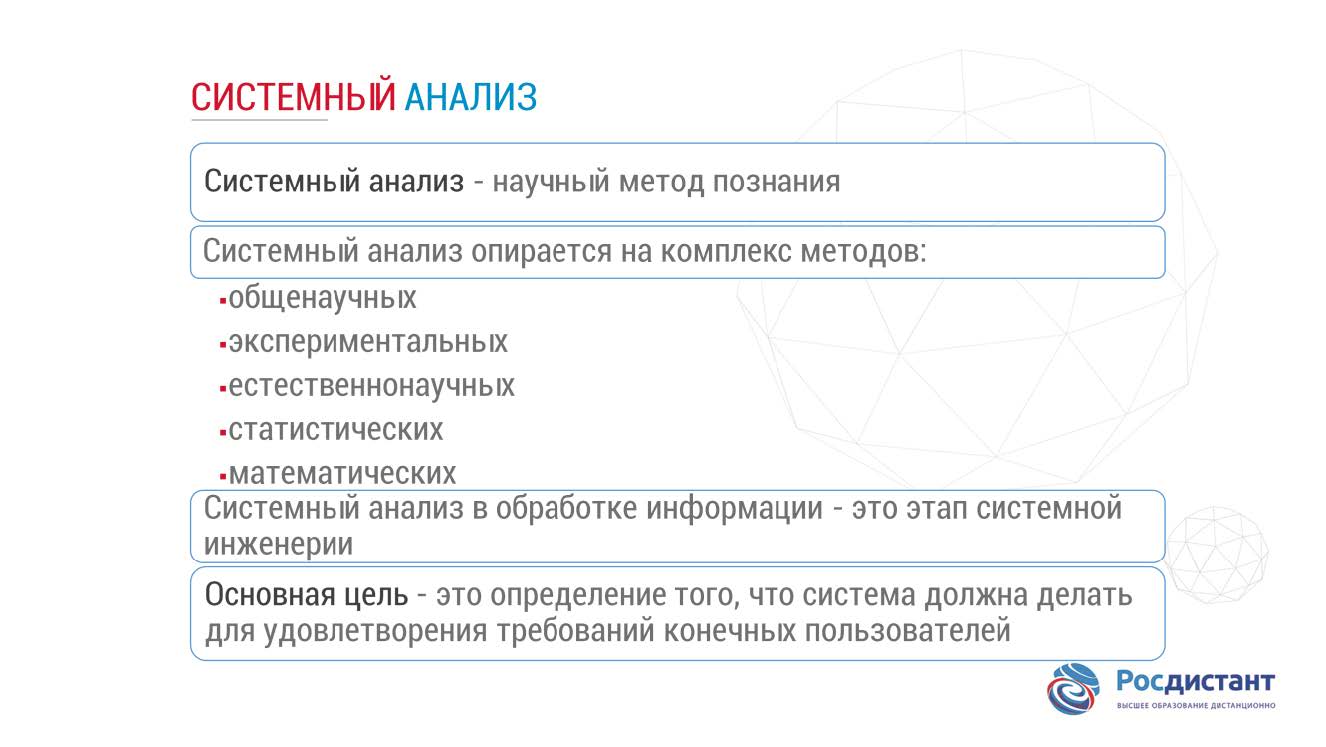 СИСТЕМНЫЙ АНАЛИЗ
Системный анализ - научный метод познания
Системный анализ опирается на комплекс методов:
▪общенаучных
▪экспериментальных
▪естественнонаучных
▪статистических
▪математических
Системный анализ в обработке информации - это этап системной
инженерии
Основная цель - это определение того, что система должна делать
для удовлетворения требований конечных пользователей
Росдистант
ВЫСШЕЕ ОБРАЗОВАНИЕ ДИСТАНЦИОННО